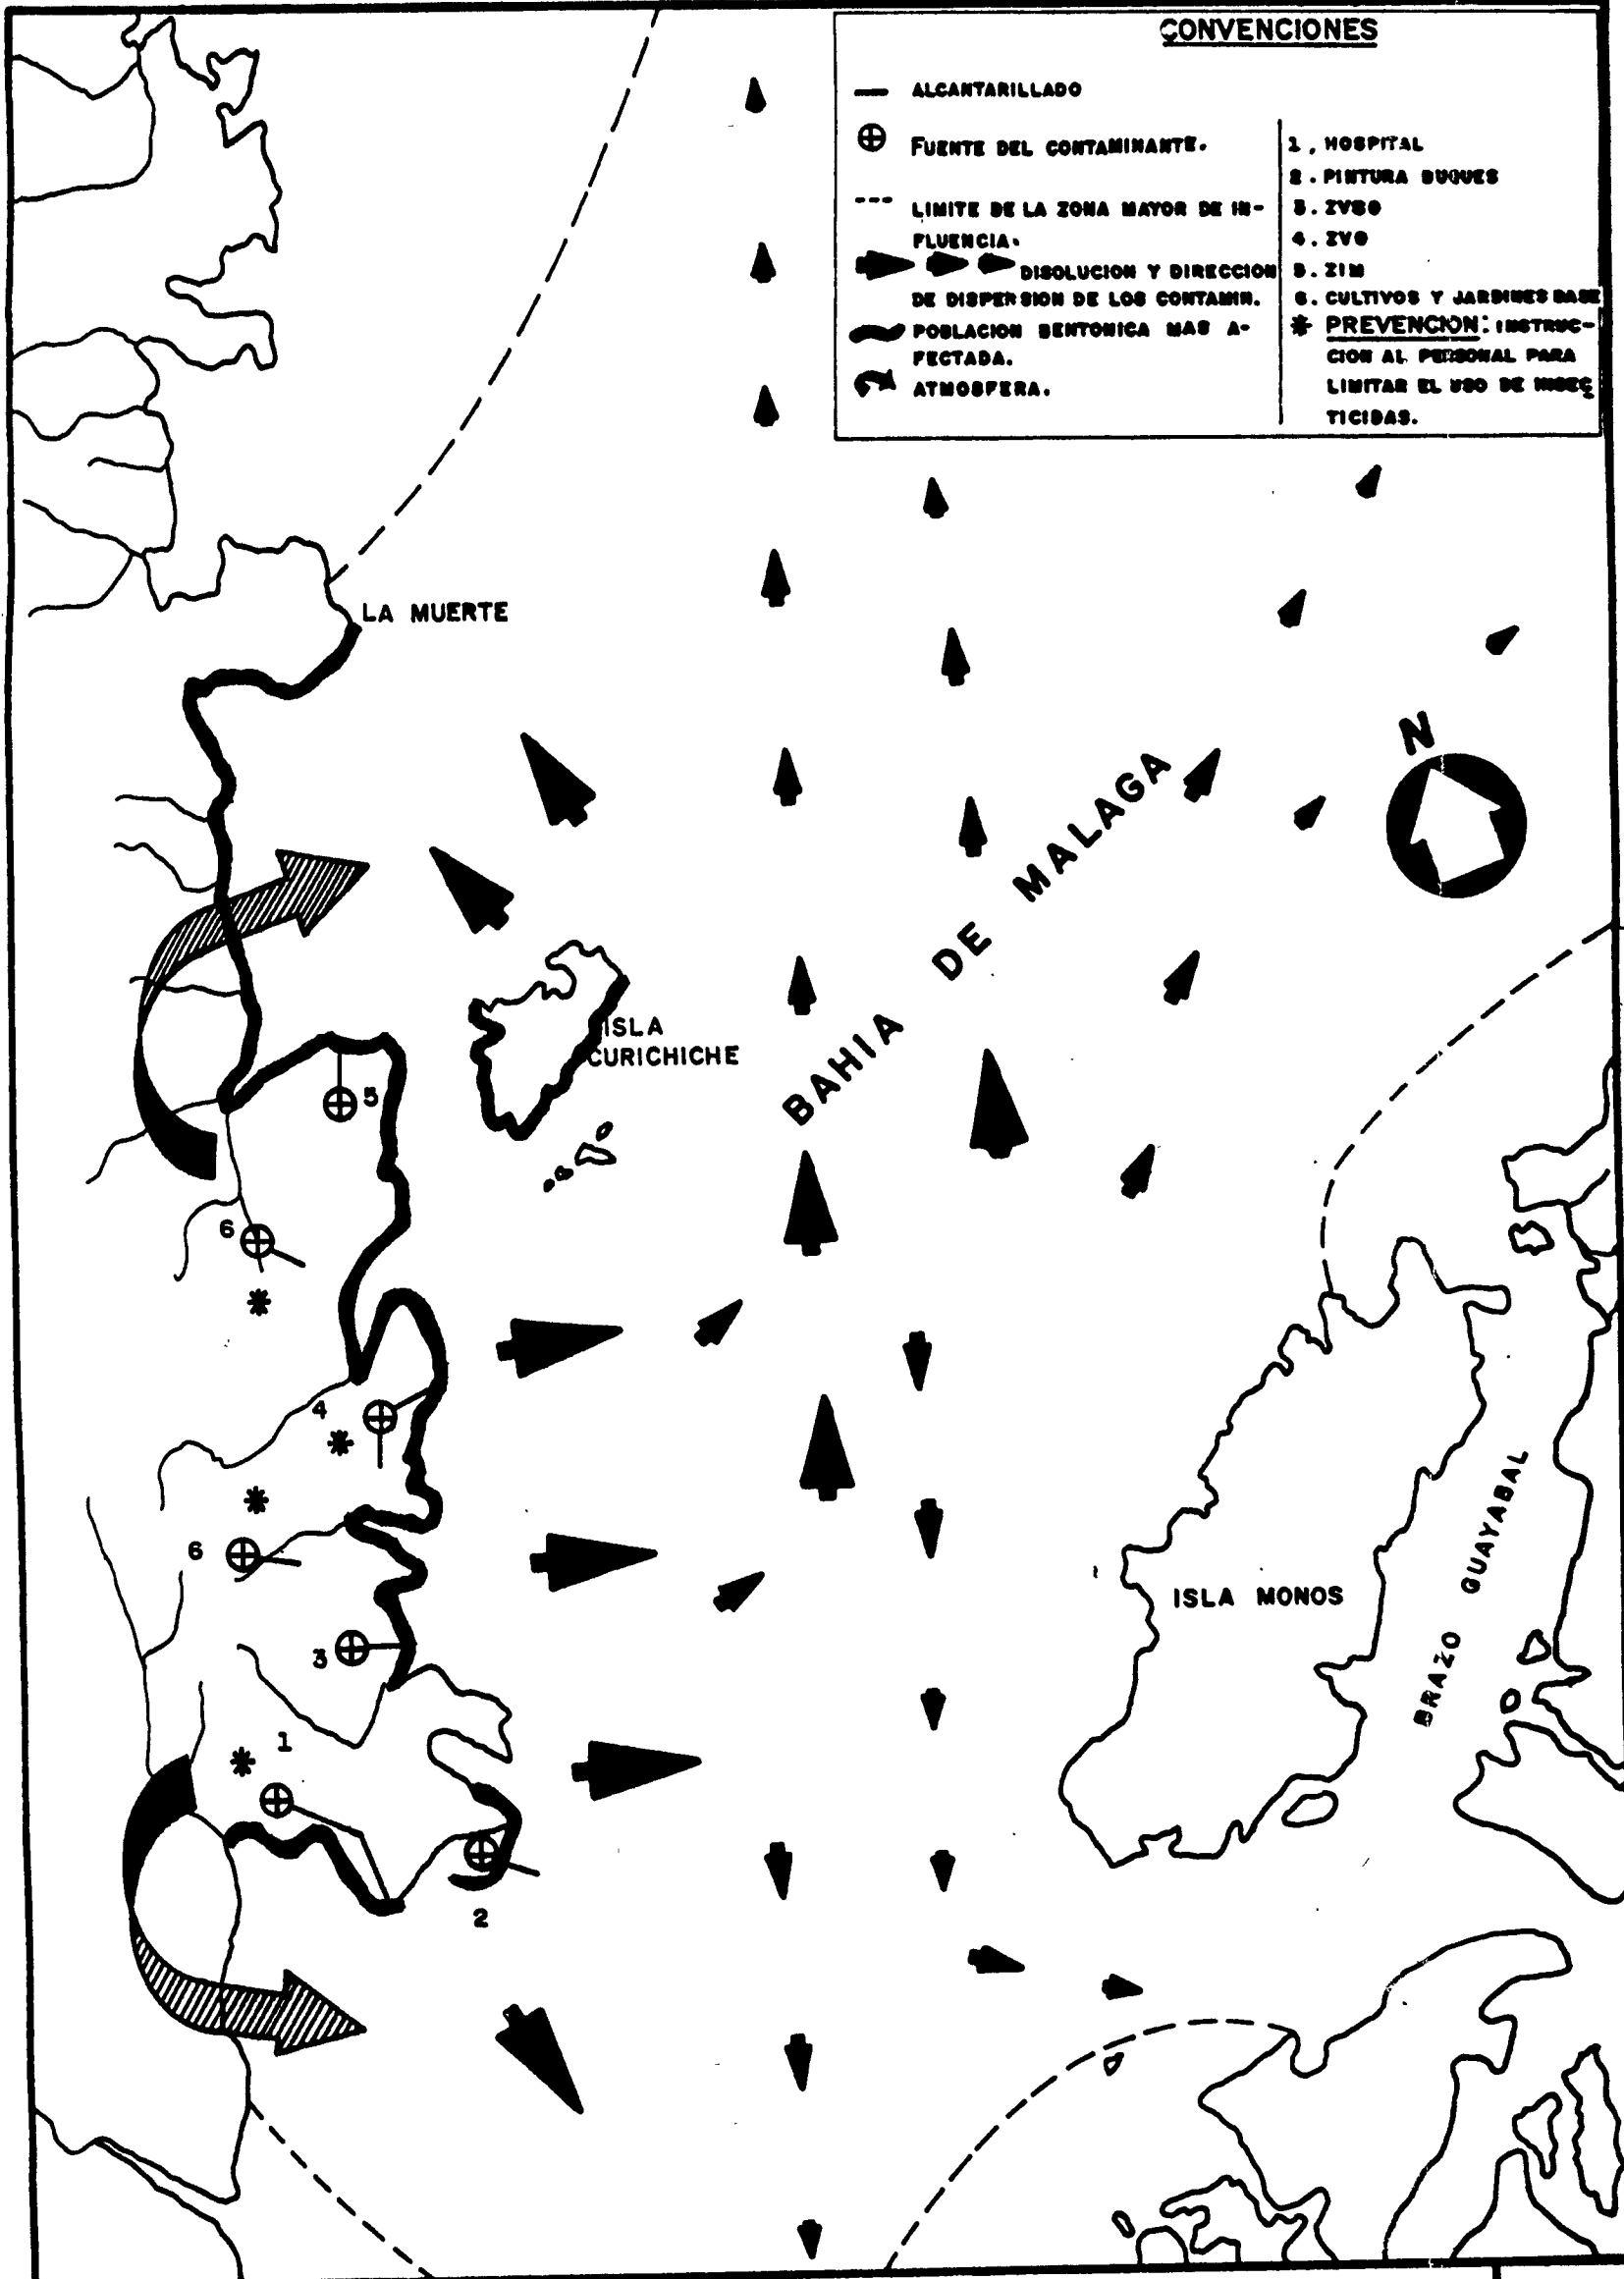 CONVENCIONES
ALCANTARILLADO
FUENTE DEL CONTAMINANTE.
LIMITE DE LA ZONA MAYOR DE IN-
FLUENCIA.
DISOLUCION Y DIRECCION
DE DISPERSION DE LOS CONTAMIN.
POBLACION BENTONICA MAS A-
FECTADA.
ATMOSFERA.
1. HOSPITAL
2. PINTURA BUQUES
3. ZVSO
4. ZVO
5. ZIM
6. CULTIVOS Y JARDINES BASE
* PREVENCION: INSTRUC-
CION AL PERSONAL PARA
LIMITAR EL USO DE INSEC
TICIDAS.
LA MUERTE
N
BAHIA DE MALAGA
ISLA
CURICHICHE
5
6
*
4
*
*
6
3
ISLA MONOS
BRAZO GUAYABAL
1
*
2